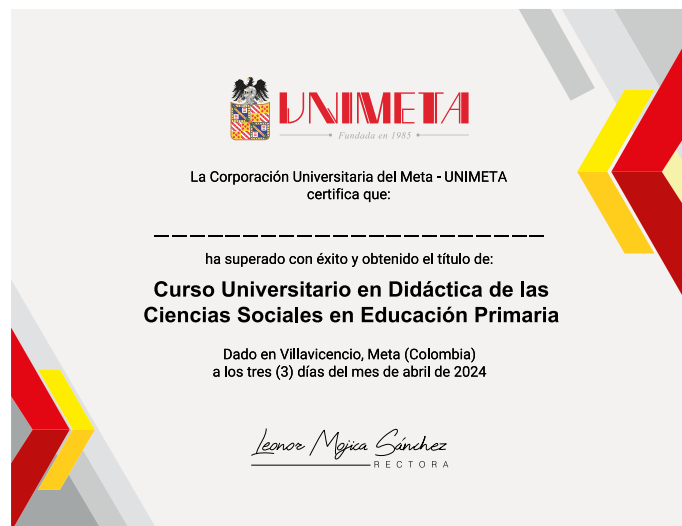 UNIMETA
Fundada en 1985
La Corporación Universitaria del Meta - UNIMETA
certifica que:
ha superado con éxito y obtenido el título de:
Curso Universitario en Didáctica de las
Ciencias Sociales en Educación Primaria
Dado en Villavicencio, Meta (Colombia)
a los tres (3) días del mes de abril de 2024
Leonor Mojica Sánchez
RECTORA